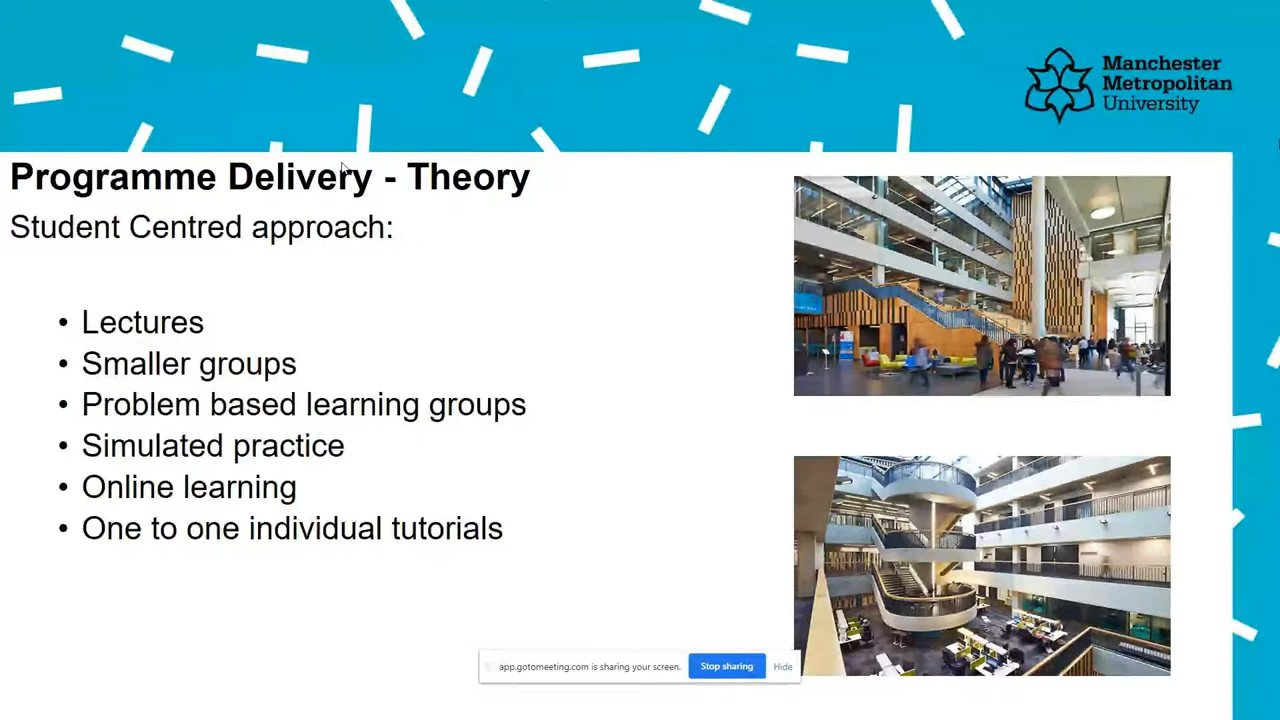 Manchester
Metropolitan
University
Programme Delivery - Theory
Student Centred approach:
• Lectures
• Smaller groups
• Problem based learning groups
• Simulated practice
• Online learning
• One to one individual tutorials
app.gotomeeting.com is sharing your screen.
Stop sharing
Hide